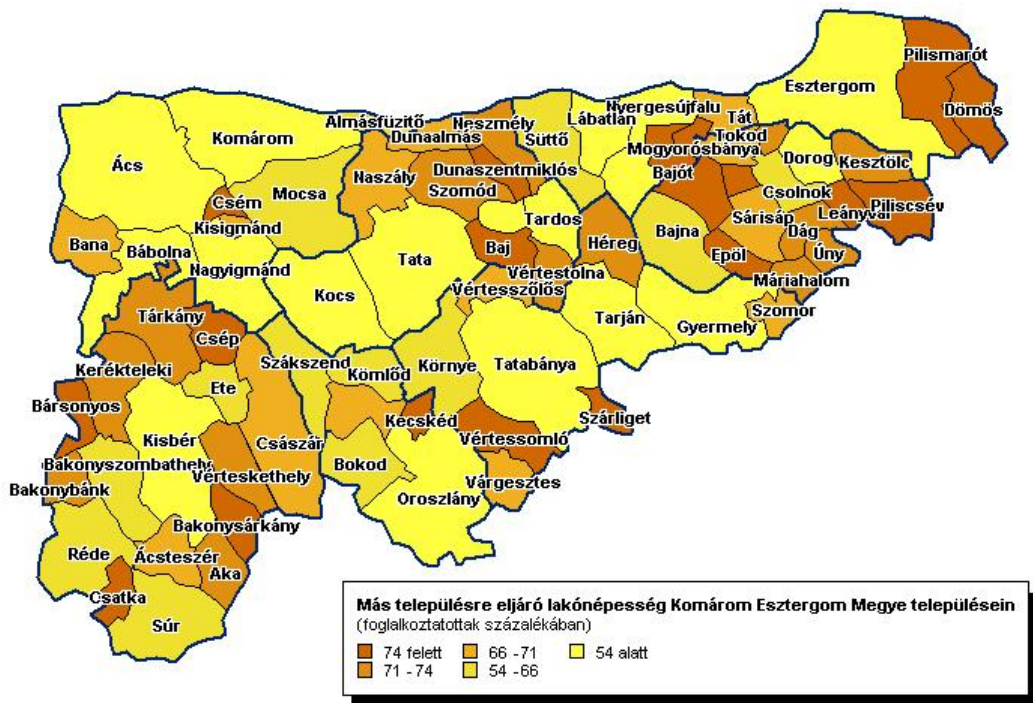 Pilismarót
Esztergom
Dömös
Nyergesújfalu
Lábatlan
Tát
Almásfüzitő
Neszmély
Komárom
Dunaalmás
Süttő
Tokod
Mogyorósbánya
Ács
Dorog
Kesztölc
Naszály
Dunaszentmiklós
Bajót
Szomód
Mocsa
Csolnok
Csém
Piliscsév
Leányvár
Tardos
Sárisáp
Kisigmánd
Dág
Bajna
Bana
Héreg
Baj
Bábolna
Úny
Epöl
Tata
Nagyigmánd
Vértestolna
Máriahalom
Vértesszőlős
Kocs
Szomor
Tárkány
Tarján
Gyermely
Csép
Szákszend
Környe
Tatabánya
Kömlőd
Kerékteleki
Ete
Kecskéd
Bársonyos
Szárliget
Kisbér
Császár
Vértessomló
Bakonyszombathely
Bokod
Vérteskethely
Várgesztes
Bakonybánk
Oroszlány
Bakonysárkány
Réde
Ácsteszér
Aka
Csatka
Súr
Más településre eljáró lakónépesség Komárom Esztergom Megye településein
(foglalkoztatottak százalékában)
74 felett 66 -71 54 alatt
71 -74 54 -66